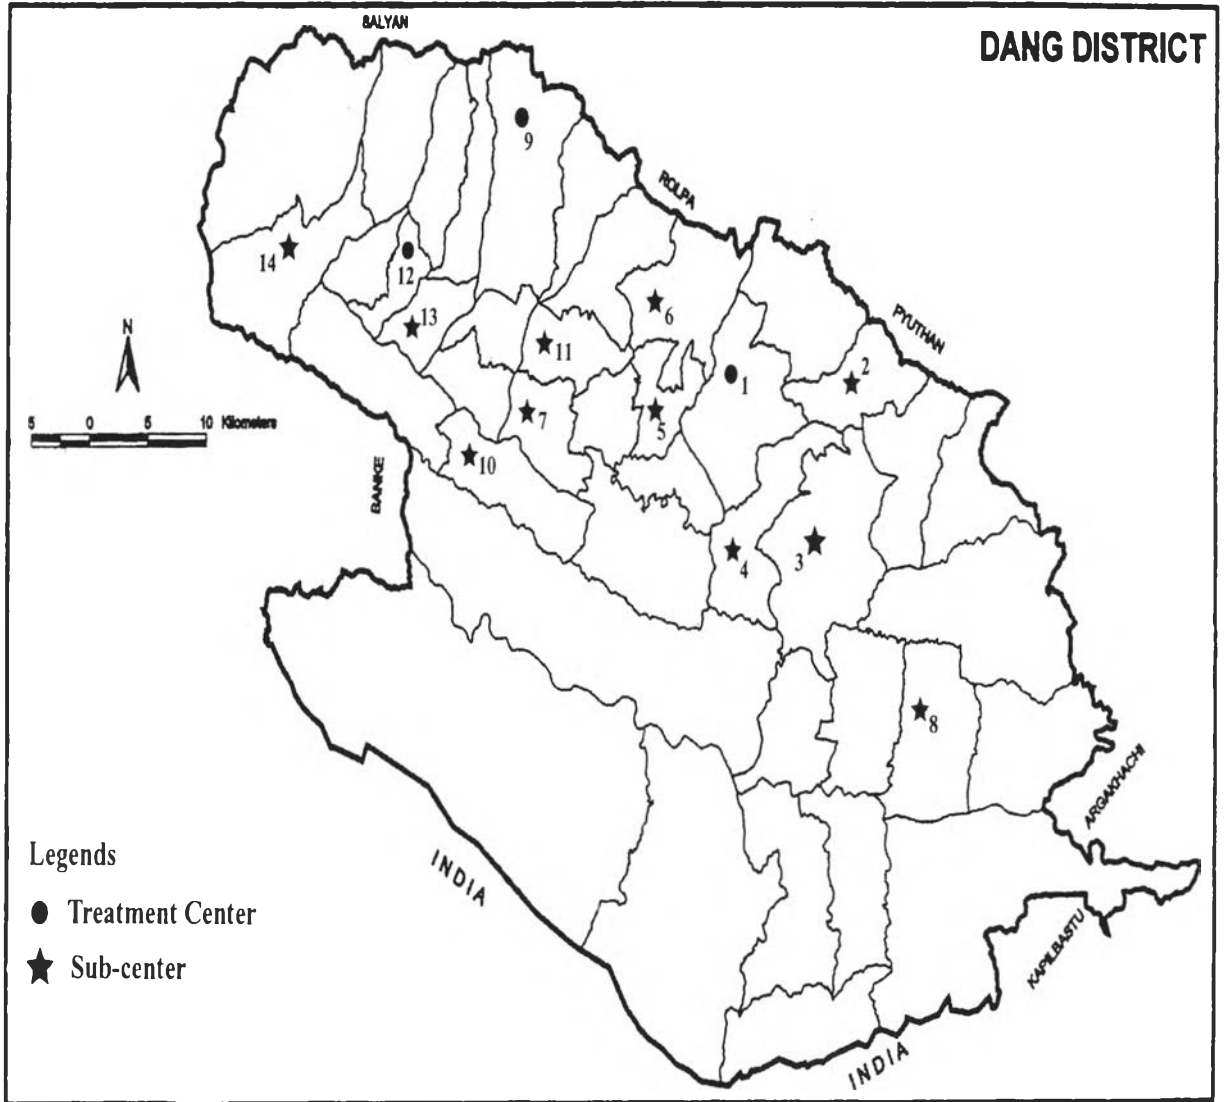 SALYAN
DANG DISTRICT
9
ROLPA
14
12
13
6
11
PYUTHAN
N
1
2
5 0 5 10 Kilometers
7
5
10
BANKE
4
3
8
ARGAKHACHI
Legends
INDIA
Treatment Center
Sub-center
KAPILBASTU
INDIA